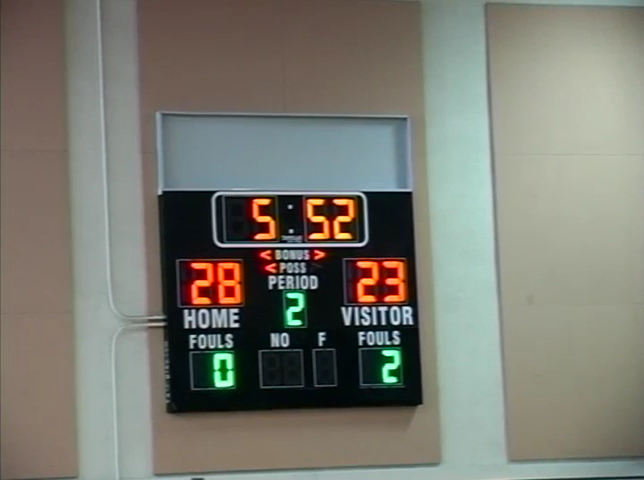 5:52
< BONUS >
< POSS
28 PERIOD 23
2
HOME VISITOR
FOULS NO F FOULS
0 2